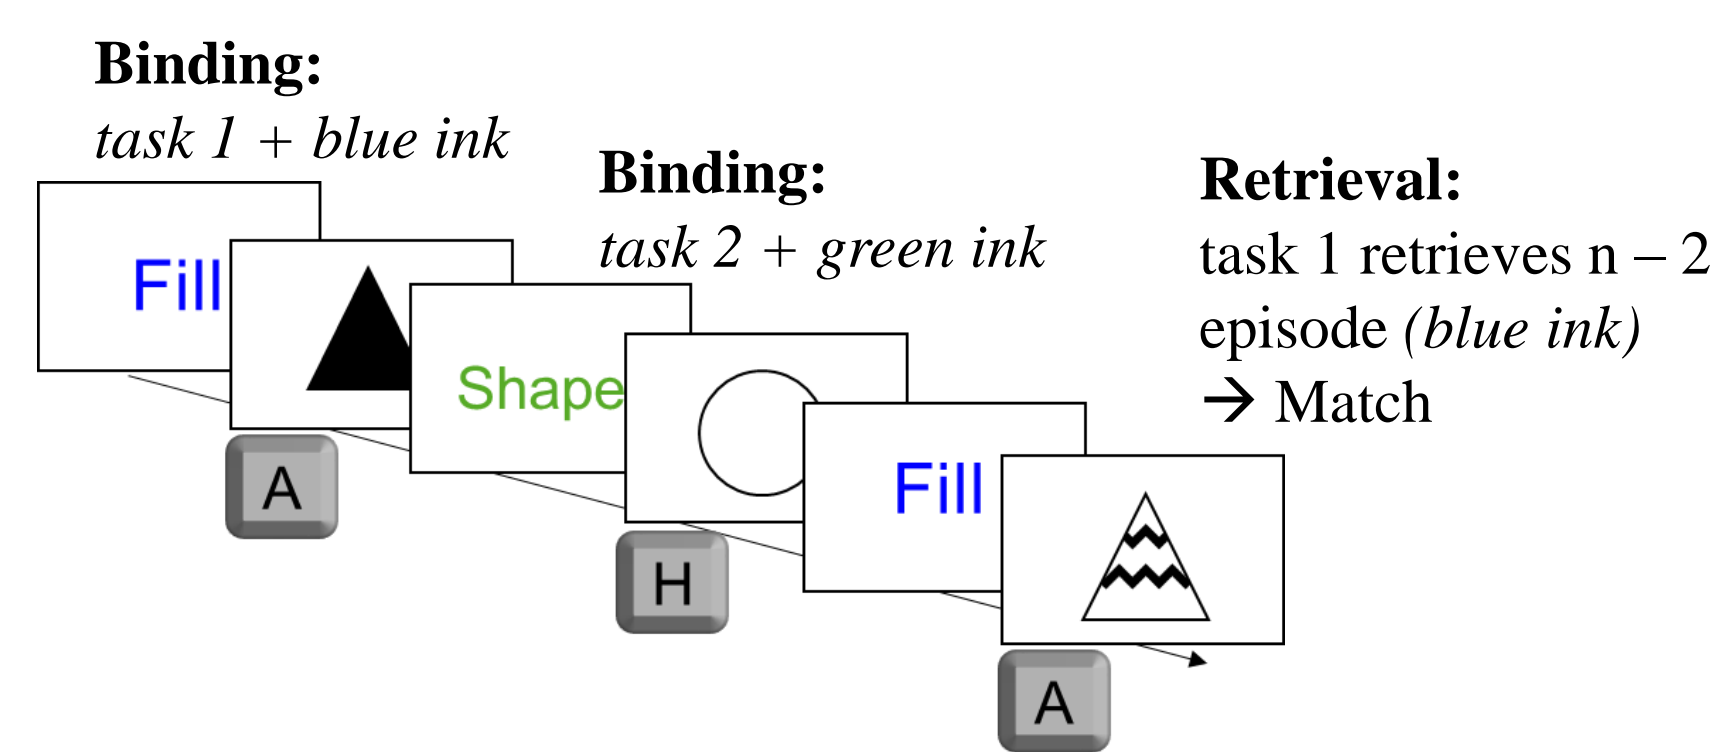 Binding:
task 1 + blue ink
Binding:
task 2 + green ink
Retrieval:
task 1 retrieves n – 2
episode (blue ink)
→ Match
Fill
Shape
Fill
A
H
A